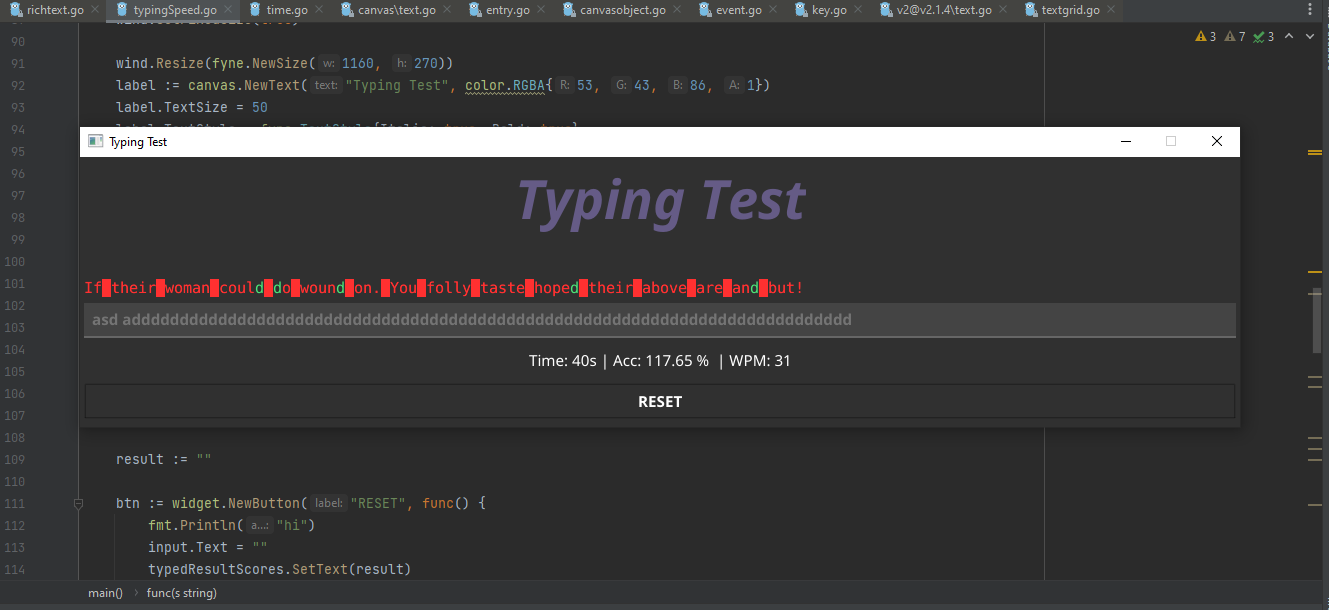 richtext.go typingSpeed.go time.go canvas\text.go entry.go canvasobject.go event.go key.go v2@v2.1.4\text.go textgrid.go
90
3 7 3
91 wind.Resize(fyne.NewSize( w: 1160, h: 270))
92 label := canvas.NewText( text: "Typing Test", color.RGBA{ R: 53, G: 43, B: 86, A: 1})
93 label.TextSize = 50
94
Typing Test
95
96
97
Typing Test
98
99
100
101
If their woman could do wound on. You folly taste hoped their above are and but!
102
103
asd adddddddddddddddddddddddddddddddddddddddddddddddddddddddddddddddddddddddddd
104
105
Time: 40s | Acc: 117.65 % | WPM: 31
106
107
RESET
108
109 result := ""
110
111 btn := widget.NewButton( label: "RESET", func() {
112 fmt.Println( a...: "hi")
113 input.Text = ""
114 typedResultScores.SetText(result)
main() func(s string)